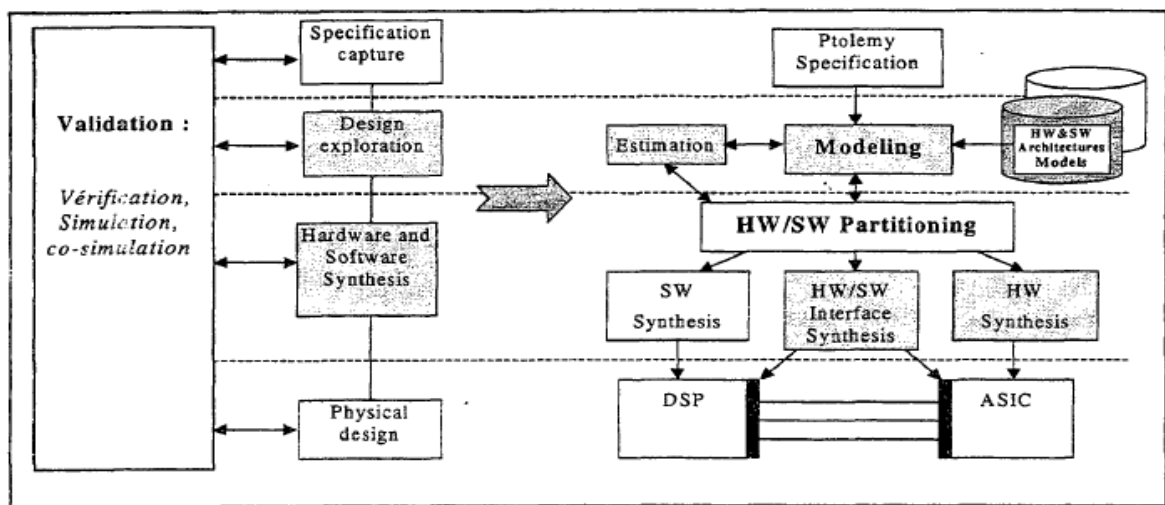 Validation :
Vérification,
Simulation,
co-simulation
Specification
capture
Design
exploration
Hardware and
Software
Synthesis
Physical
design
Ptolemy
Specification
Estimation
Modeling
HW&SW
Architectures
Models
HW/SW Partitioning
SW
Synthesis
HW/SW
Interface
Synthesis
HW
Synthesis
DSP
ASIC